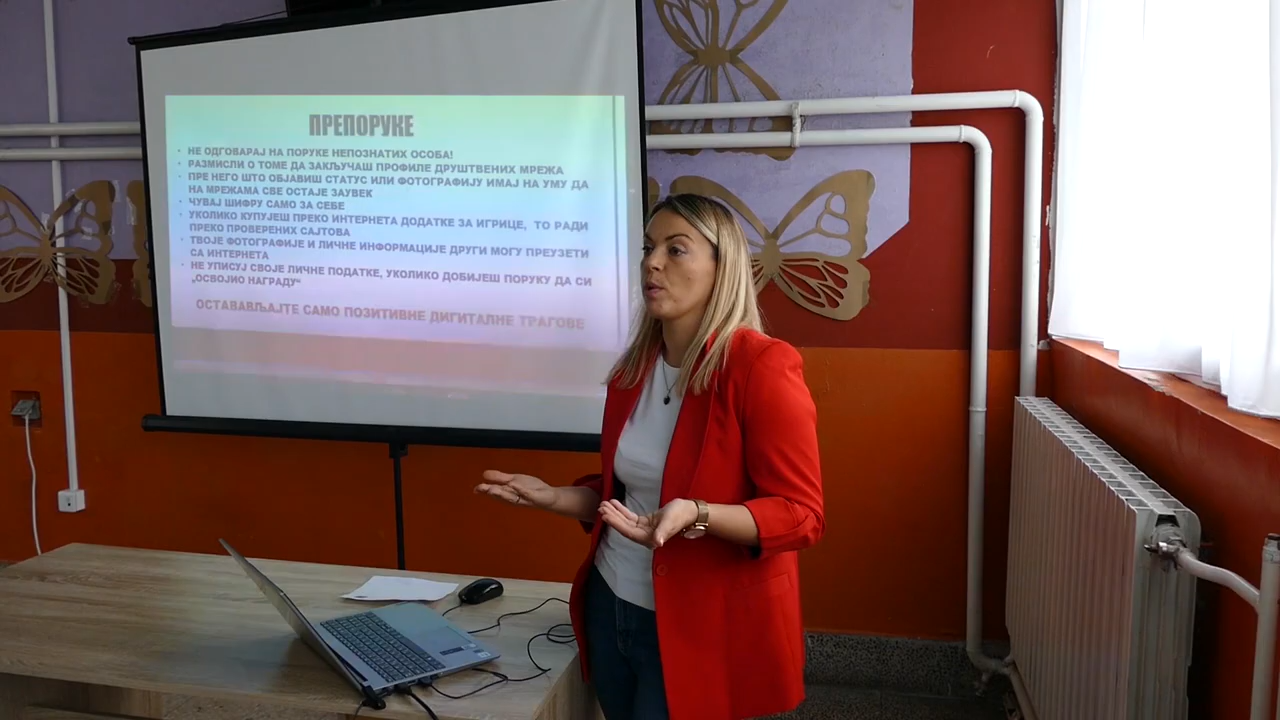 ПРЕПОРУКЕ
• НЕ ОДГОВАРАЈ НА ПОРУКЕ НЕПОЗНАТИХ ОСОБА!
• РАЗМИСЛИ О ТОМЕ ДА ЗАКЉУЧАШ ПРОФИЛЕ ДРУШТВЕНИХ МРЕЖА
• ПРЕ НЕГО ШТО ОБЈАВИШ СТАТУС ИЛИ ФОТОГРАФИЈУ ИМАЈ НА УМУ ДА
НА МРЕЖАМА СВЕ ОСТАЈЕ ЗАУВЕК
• ЧУВАЈ ШИФРУ САМО ЗА СЕБЕ
• УКОЛИКО КУПУЈЕШ ПРЕКО ИНТЕРНЕТА ДОДАТКЕ ЗА ИГРИЦЕ, ТО РАДИ
ПРЕКО ПРОВЕРЕНИХ САЈТОВА
• ТВОЈЕ ФОТОГРАФИЈЕ И ЛИЧНЕ ИНФОРМАЦИЈЕ ДРУГИ МОГУ ПРЕУЗЕТИ
СА ИНТЕРНЕТА
• НЕ УПИСУЈ СВОЈЕ ЛИЧНЕ ПОДАТКЕ, УКОЛИКО ДОБИЈЕШ ПОРУКУ ДА СИ
„ОСВОЈИО НАГРАДУ“
ОСТАВАВЉАЈТЕ САМО ПОЗИТИВНЕ ДИГИТАЛНЕ ТРАГОВЕ